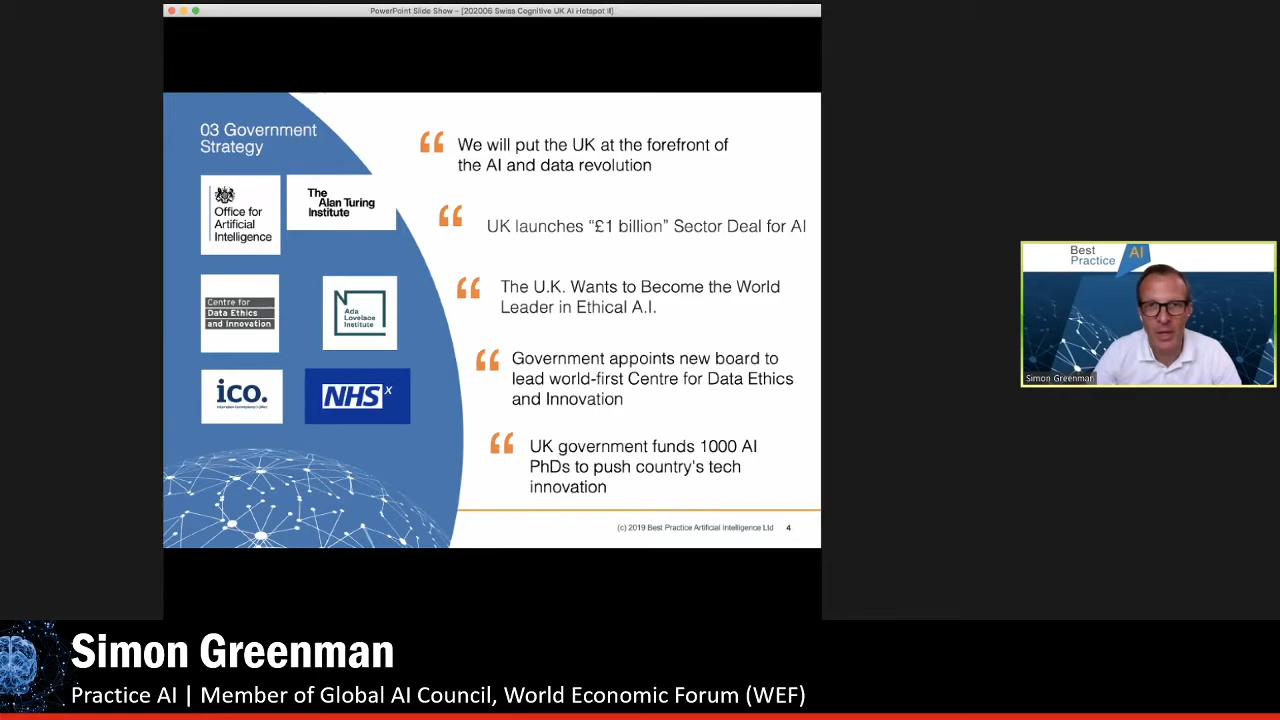 PowerPoint Slide Show - [202006 Swiss Cognitive UK AI Hotspot II]
03 Government
Strategy
Office for
Artificial
Intelligence
The
Alan Turing
Institute
Centre for
Data Ethics
and Innovation
Ada
Lovelace
Institute
ico.
Information Commissioner's Office
NHSX
“ We will put the UK at the forefront of
the AI and data revolution
“ UK launches “£1 billion” Sector Deal for AI
“ The U.K. Wants to Become the World
Leader in Ethical A.I.
“ Government appoints new board to
lead world-first Centre for Data Ethics
and Innovation
“ UK government funds 1000 AI
PhDs to push country's tech
innovation
(c) 2019 Best Practice Artificial Intelligence Ltd 4
Best
Practice AI
Simon Greenman
Simon Greenman
Practice AI | Member of Global AI Council, World Economic Forum (WEF)